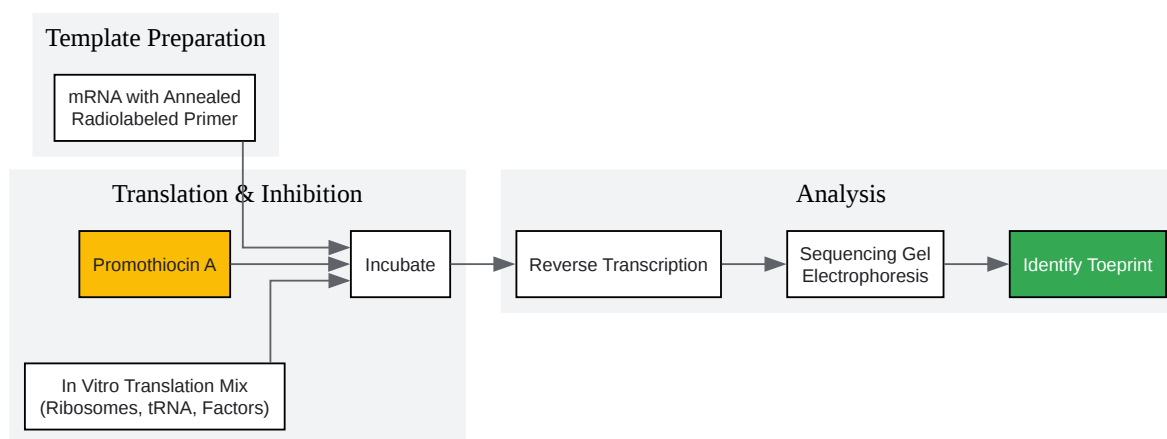 Template Preparation
mRNA with Annealed
Radiolabeled Primer
Translation & Inhibition
Promothiocin A
Incubate
In Vitro Translation Mix
(Ribosomes, tRNA, Factors)
Analysis
Reverse Transcription
Sequencing Gel
Electrophoresis
Identify Toeprint